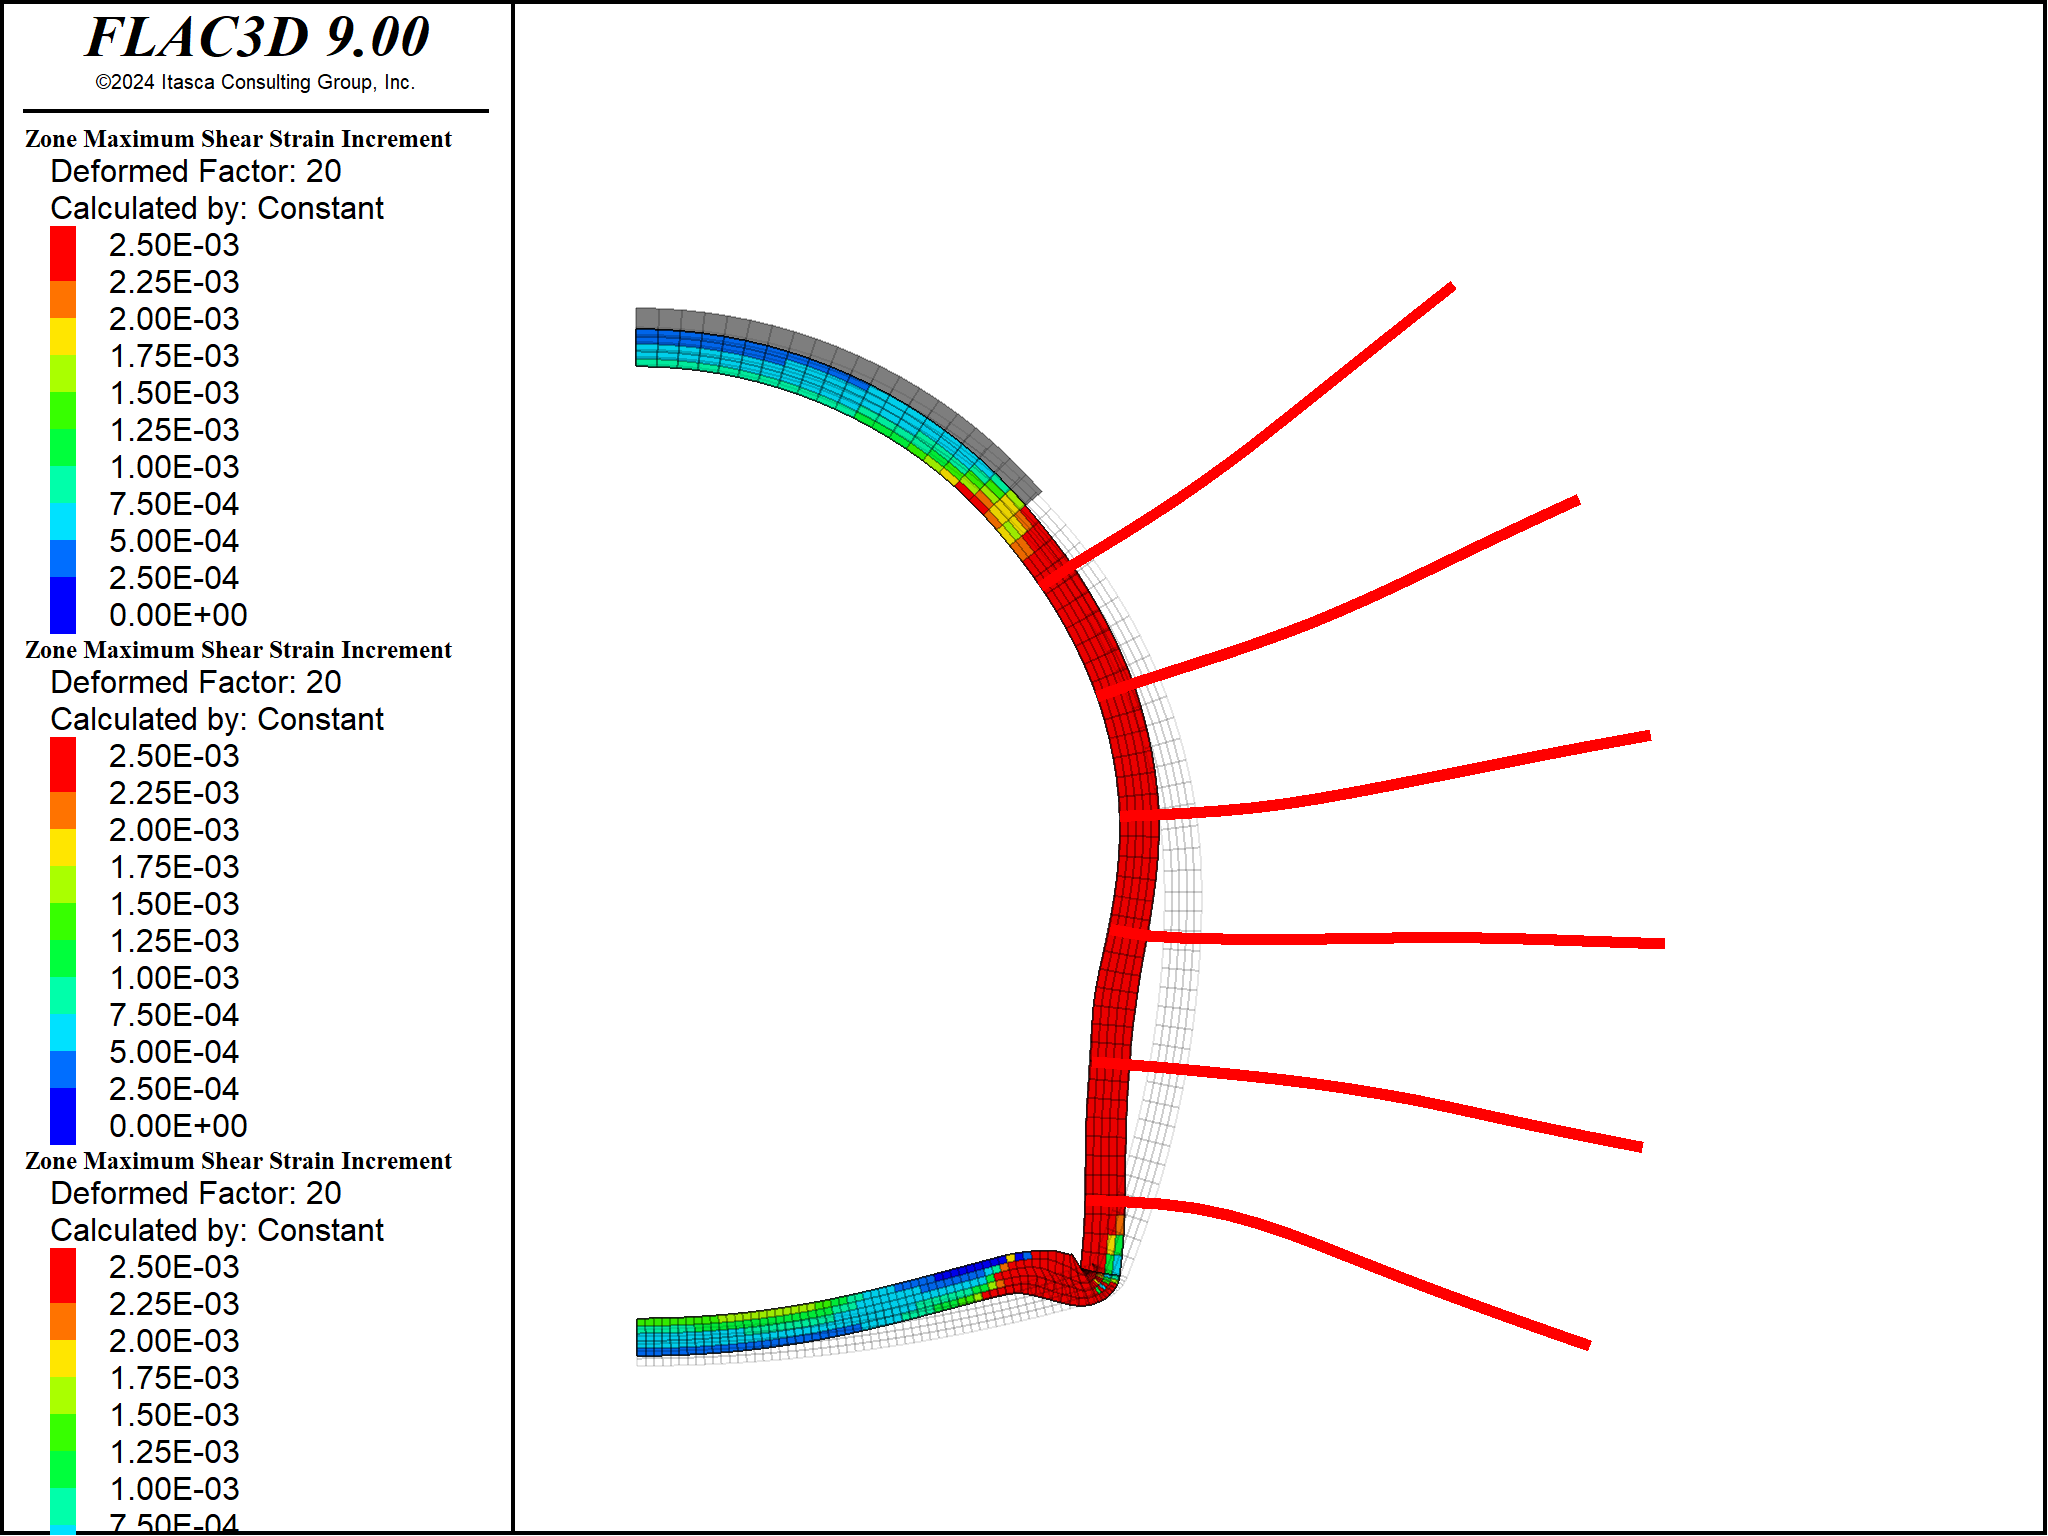 FLAC3D 9.00
©2024 Itasca Consulting Group, Inc.
Zone Maximum Shear Strain Increment
Deformed Factor: 20
Calculated by: Constant
2.50E-03
2.25E-03
2.00E-03
1.75E-03
1.50E-03
1.25E-03
1.00E-03
7.50E-04
5.00E-04
2.50E-04
0.00E+00
Zone Maximum Shear Strain Increment
Deformed Factor: 20
Calculated by: Constant
2.50E-03
2.25E-03
2.00E-03
1.75E-03
1.50E-03
1.25E-03
1.00E-03
7.50E-04
5.00E-04
2.50E-04
0.00E+00
Zone Maximum Shear Strain Increment
Deformed Factor: 20
Calculated by: Constant
2.50E-03
2.25E-03
2.00E-03
1.75E-03
1.50E-03
1.25E-03
1.00E-03
7.50E-04